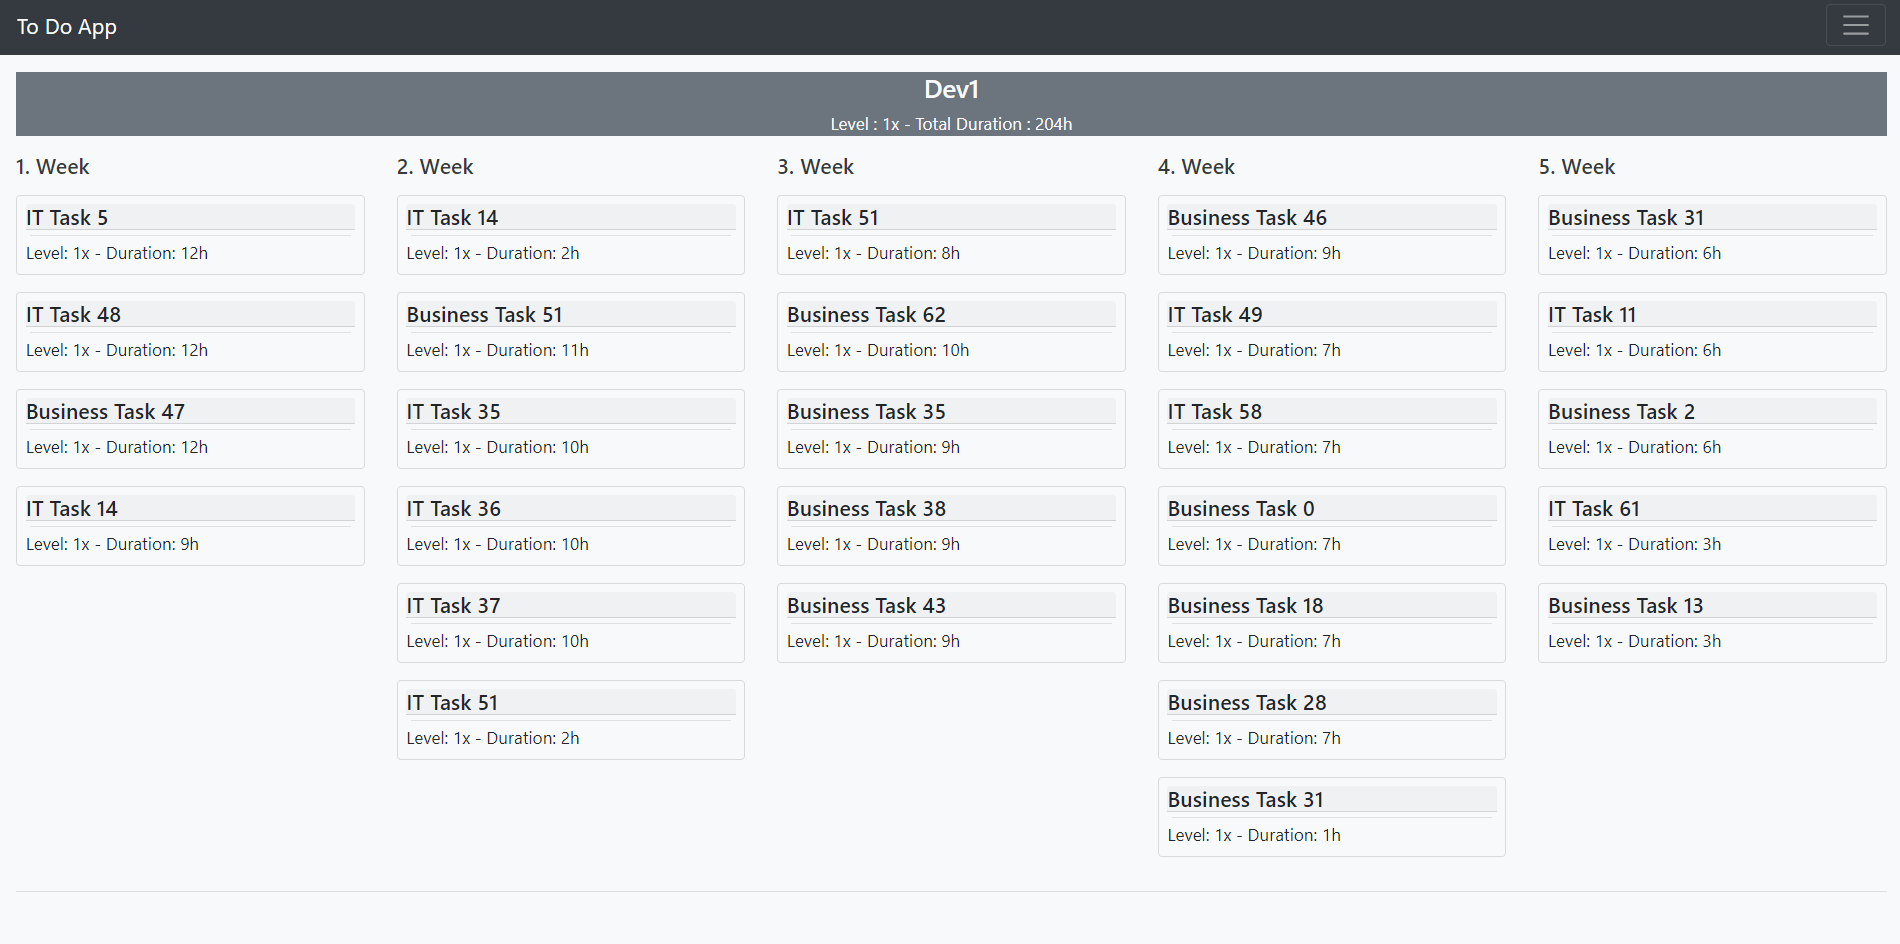 To Do App
Dev1
Level : 1x - Total Duration : 204h
1. Week
IT Task 5
Level: 1x - Duration: 12h
IT Task 48
Level: 1x - Duration: 12h
Business Task 47
Level: 1x - Duration: 12h
IT Task 14
Level: 1x - Duration: 9h
2. Week
IT Task 14
Level: 1x - Duration: 2h
Business Task 51
Level: 1x - Duration: 11h
IT Task 35
Level: 1x - Duration: 10h
IT Task 36
Level: 1x - Duration: 10h
IT Task 37
Level: 1x - Duration: 10h
IT Task 51
Level: 1x - Duration: 2h
3. Week
IT Task 51
Level: 1x - Duration: 8h
Business Task 62
Level: 1x - Duration: 10h
Business Task 35
Level: 1x - Duration: 9h
Business Task 38
Level: 1x - Duration: 9h
Business Task 43
Level: 1x - Duration: 9h
4. Week
Business Task 46
Level: 1x - Duration: 9h
IT Task 49
Level: 1x - Duration: 7h
IT Task 58
Level: 1x - Duration: 7h
Business Task 0
Level: 1x - Duration: 7h
Business Task 18
Level: 1x - Duration: 7h
Business Task 28
Level: 1x - Duration: 7h
Business Task 31
Level: 1x - Duration: 1h
5. Week
Business Task 31
Level: 1x - Duration: 6h
IT Task 11
Level: 1x - Duration: 6h
Business Task 2
Level: 1x - Duration: 6h
IT Task 61
Level: 1x - Duration: 3h
Business Task 13
Level: 1x - Duration: 3h